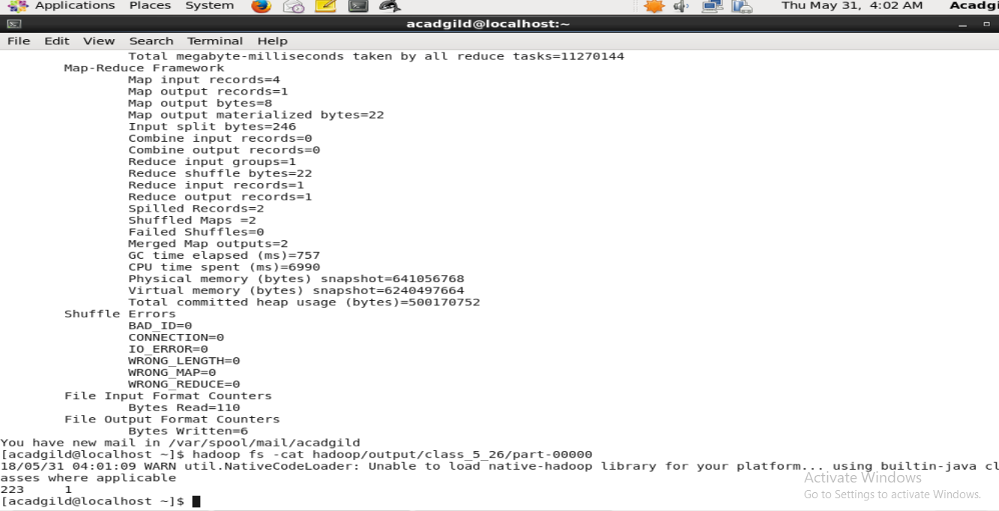 Applications Places System Thu May 31, 4:02 AM Acadgi
acadgild@localhost:~
File Edit View Search Terminal Help
Total megabyte-milliseconds taken by all reduce tasks=11270144
Map-Reduce Framework
Map input records=4
Map output records=1
Map output bytes=8
Map output materialized bytes=22
Input split bytes=246
Combine input records=0
Combine output records=0
Reduce input groups=1
Reduce shuffle bytes=22
Reduce input records=1
Reduce output records=1
Spilled Records=2
Shuffled Maps =2
Failed Shuffles=0
Merged Map outputs=2
GC time elapsed (ms)=757
CPU time spent (ms)=6990
Physical memory (bytes) snapshot=641056768
Virtual memory (bytes) snapshot=6240497664
Total committed heap usage (bytes)=500170752
Shuffle Errors
BAD_ID=0
CONNECTION=0
IO_ERROR=0
WRONG_LENGTH=0
WRONG_MAP=0
WRONG_REDUCE=0
File Input Format Counters
Bytes Read=110
File Output Format Counters
Bytes Written=6
You have new mail in /var/spool/mail/acadgild
[acadgild@localhost ~]$ hadoop fs -cat hadoop/output/class_5_26/part-00000
18/05/31 04:01:09 WARN util.NativeCodeLoader: Unable to load native-hadoop library for your platform... using builtin-java cl
asses where applicable
223 1
[acadgild@localhost ~]$
Activate Windows
Go to Settings to activate Windows.